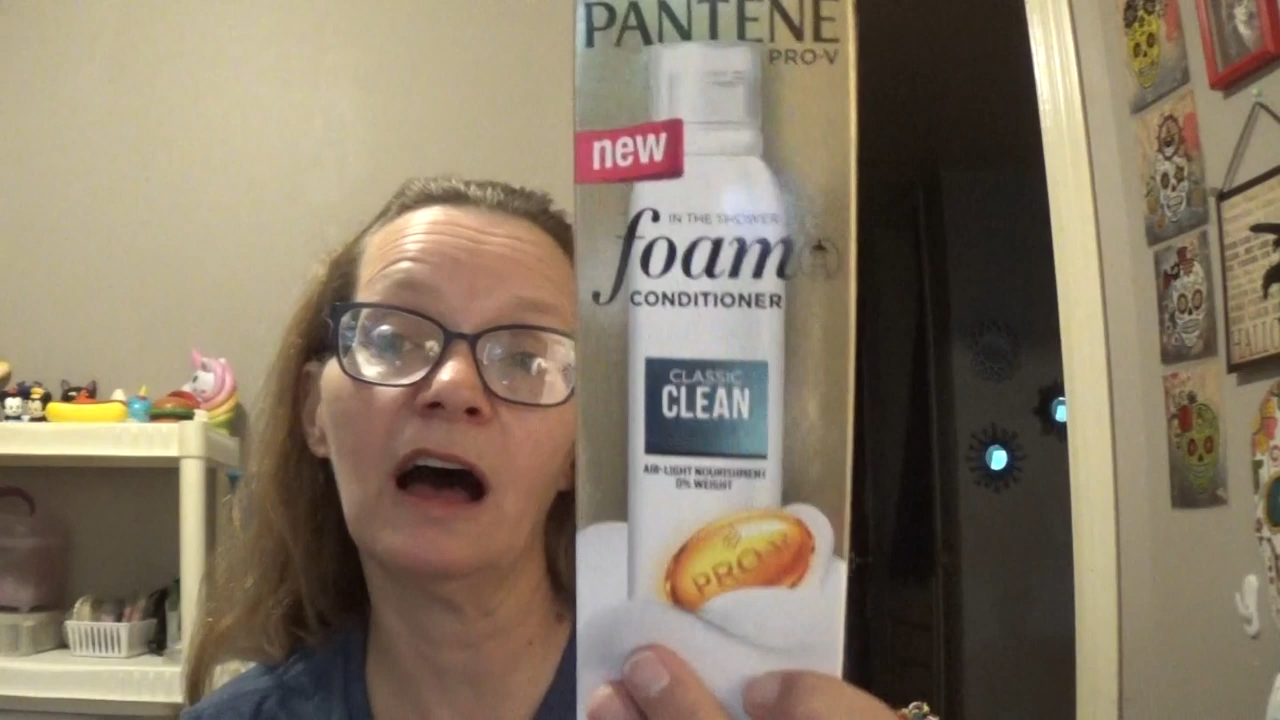 PANTENE
PRO-V
new
IN THE SHOWER
foam
CONDITIONER
CLASSIC
CLEAN
AIR-LIGHT NOURISHMENT
0% WEIGHT
PRO-V